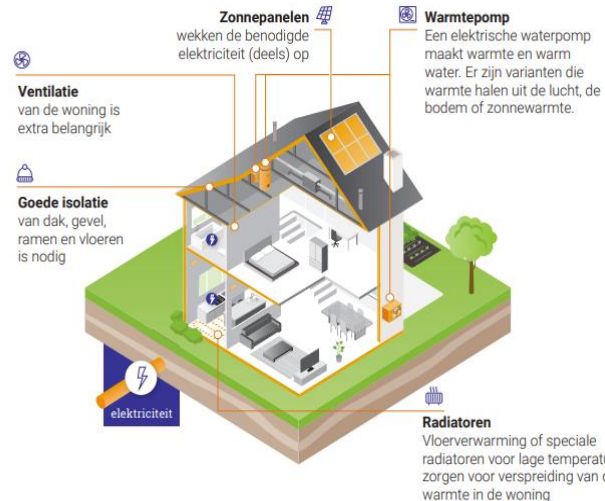 Zonnepanelen
wekken de benodigde
elektriciteit (deels) op
Warmtepomp
Een elektrische waterpomp
maakt warmte en warm
water. Er zijn varianten die
warmte halen uit de lucht, de
bodem of zonnewarmte.
Ventilatie
van de woning is
extra belangrijk
Goede isolatie
van dak, gevel,
ramen en vloeren
is nodig
elektriciteit
Radiatoren
Vloerverwarming of speciale
radiatoren voor lage temperatu
zorgen voor verspreiding van d
warmte in de woning